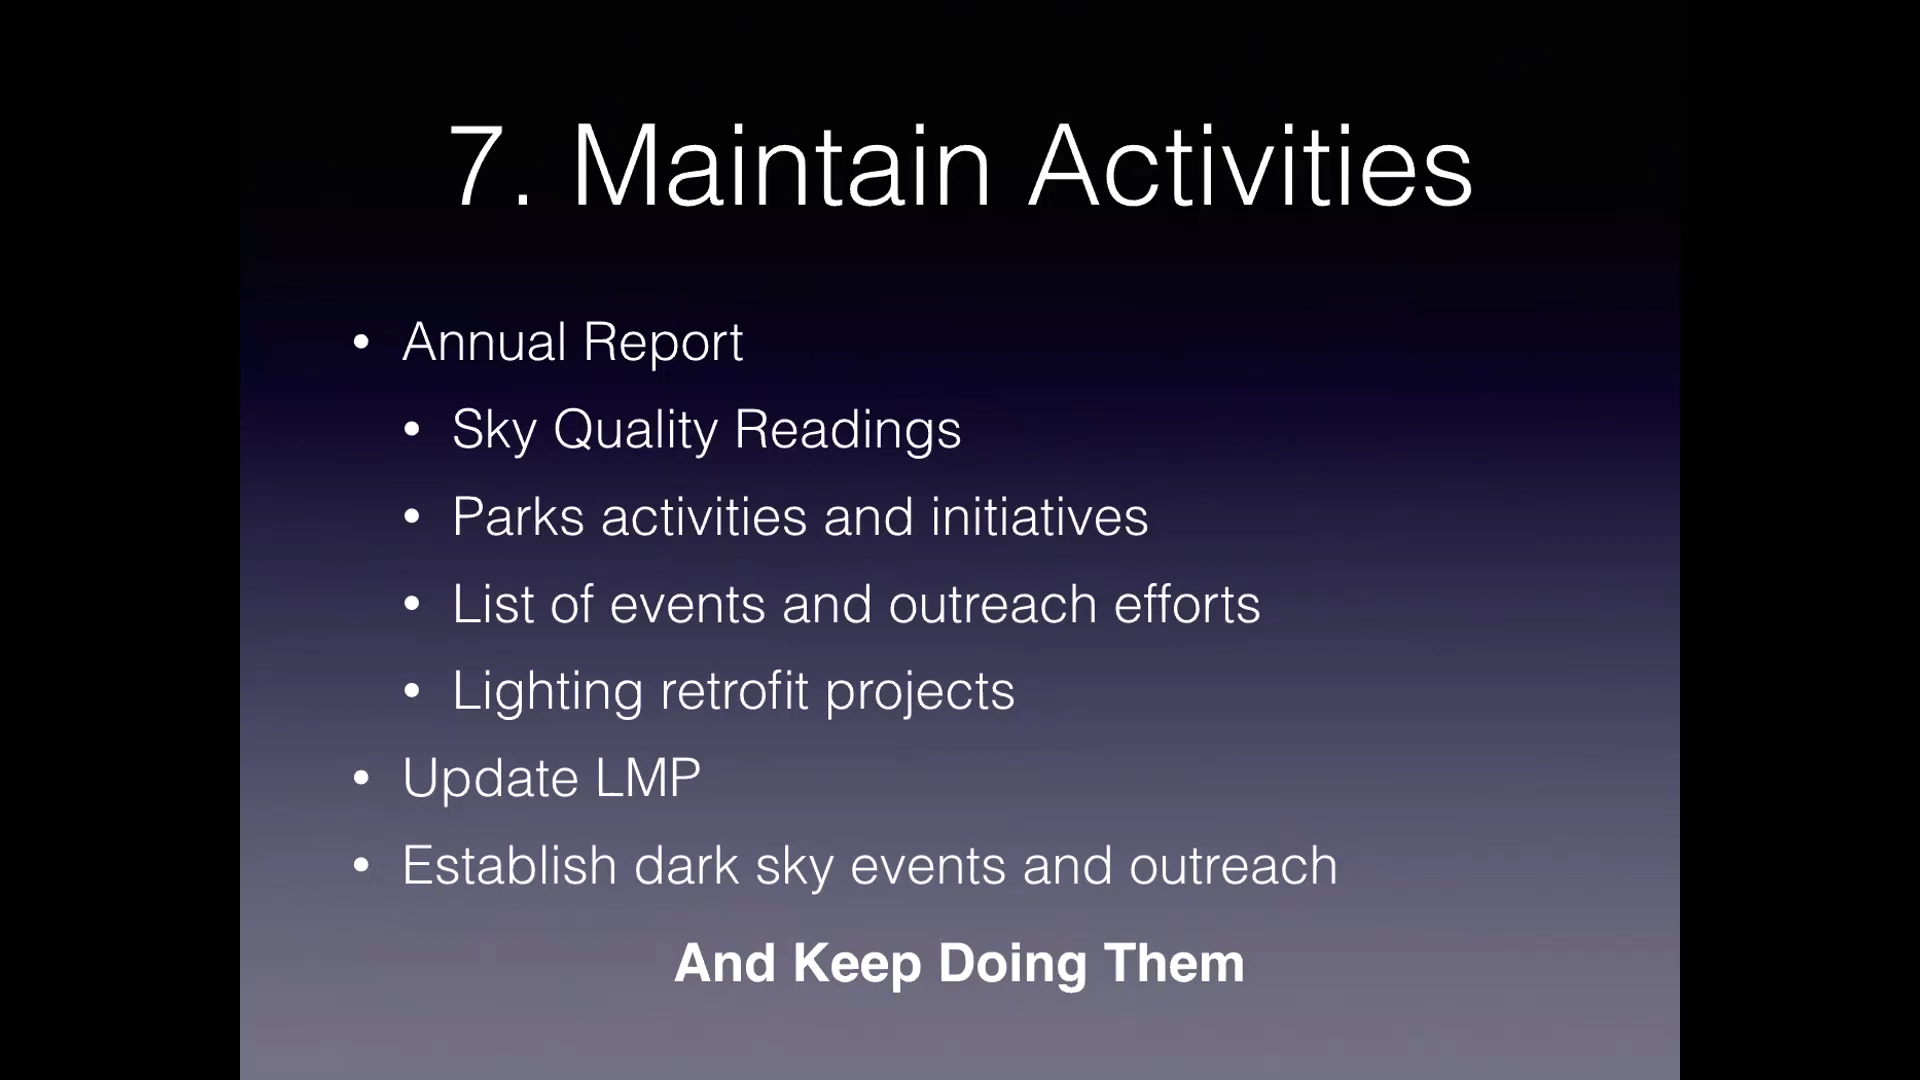 7. Maintain Activities
• Annual Report
• Sky Quality Readings
• Parks activities and initiatives
• List of events and outreach efforts
• Lighting retrofit projects
• Update LMP
• Establish dark sky events and outreach
And Keep Doing Them